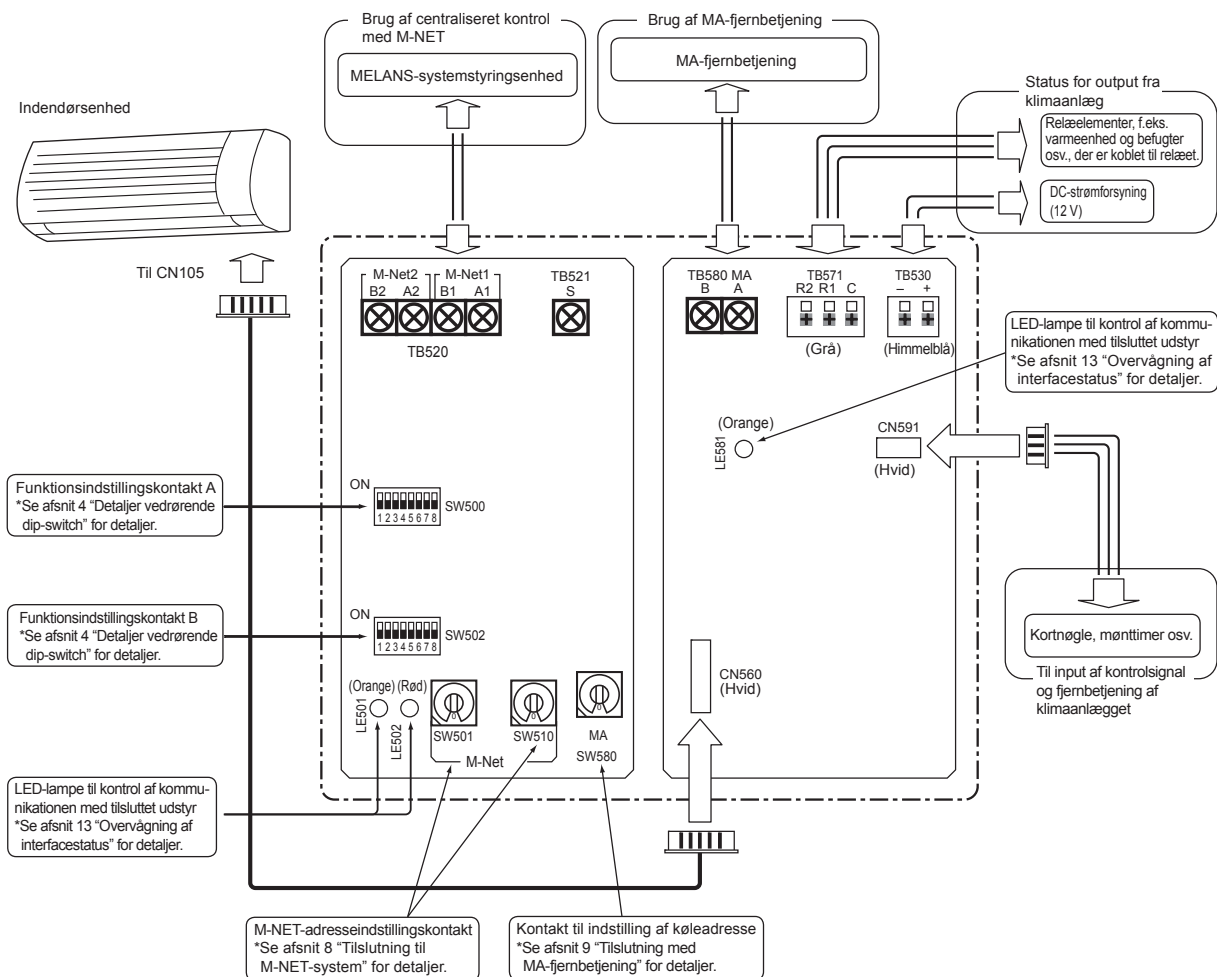 Brug af centraliseret kontrol
med M-NET
MELANS-systemstyringsenhed
Brug af MA-fjernbetjening
MA-fjernbetjening
Status for output fra
klimaanlæg
Relæelementer, f.eks.
varmeenhed og befugter
osv., der er koblet til relæet.
DC-strømforsyning
(12 V)
Indendørsenhed
Til CN105
M-Net2
M-Net1
B2
A2
B1
A1
TB520
TB521
S
TB580 MA
B
A
TB571
R2 R1 C
(Grå)
TB530
– +
(Himmelblå)
LED-lampe til kontrol af kommu-
nikationen med tilsluttet udstyr
*Se afsnit 13 “Overvågning af
interfacestatus” for detaljer.
(Orange)
LE581
CN591
(Hvid)
Funktionsindstillingskontakt A
*Se afsnit 4 “Detaljer vedrørende
dip-switch” for detaljer.
ON
1 2 3 4 5 6 7 8
SW500
Funktionsindstillingskontakt B
*Se afsnit 4 “Detaljer vedrørende
dip-switch” for detaljer.
ON
1 2 3 4 5 6 7 8
SW502
Kortnøgle, mønttimer osv.
Til input af kontrolsignal
og fjernbetjening af
klimaanlægget
CN560
(Hvid)
(Orange) (Rød)
LE501
LE502
0
SW501
0
SW510
M-Net
0
MA
SW580
LED-lampe til kontrol af kommu-
nikationen med tilsluttet udstyr
*Se afsnit 13 “Overvågning af
interfacestatus” for detaljer.
M-NET-adresseindstillingskontakt
*Se afsnit 8 “Tilslutning til
M-NET-system” for detaljer.
Kontakt til indstilling af køleadresse
*Se afsnit 9 “Tilslutning med
MA-fjernbetjening” for detaljer.